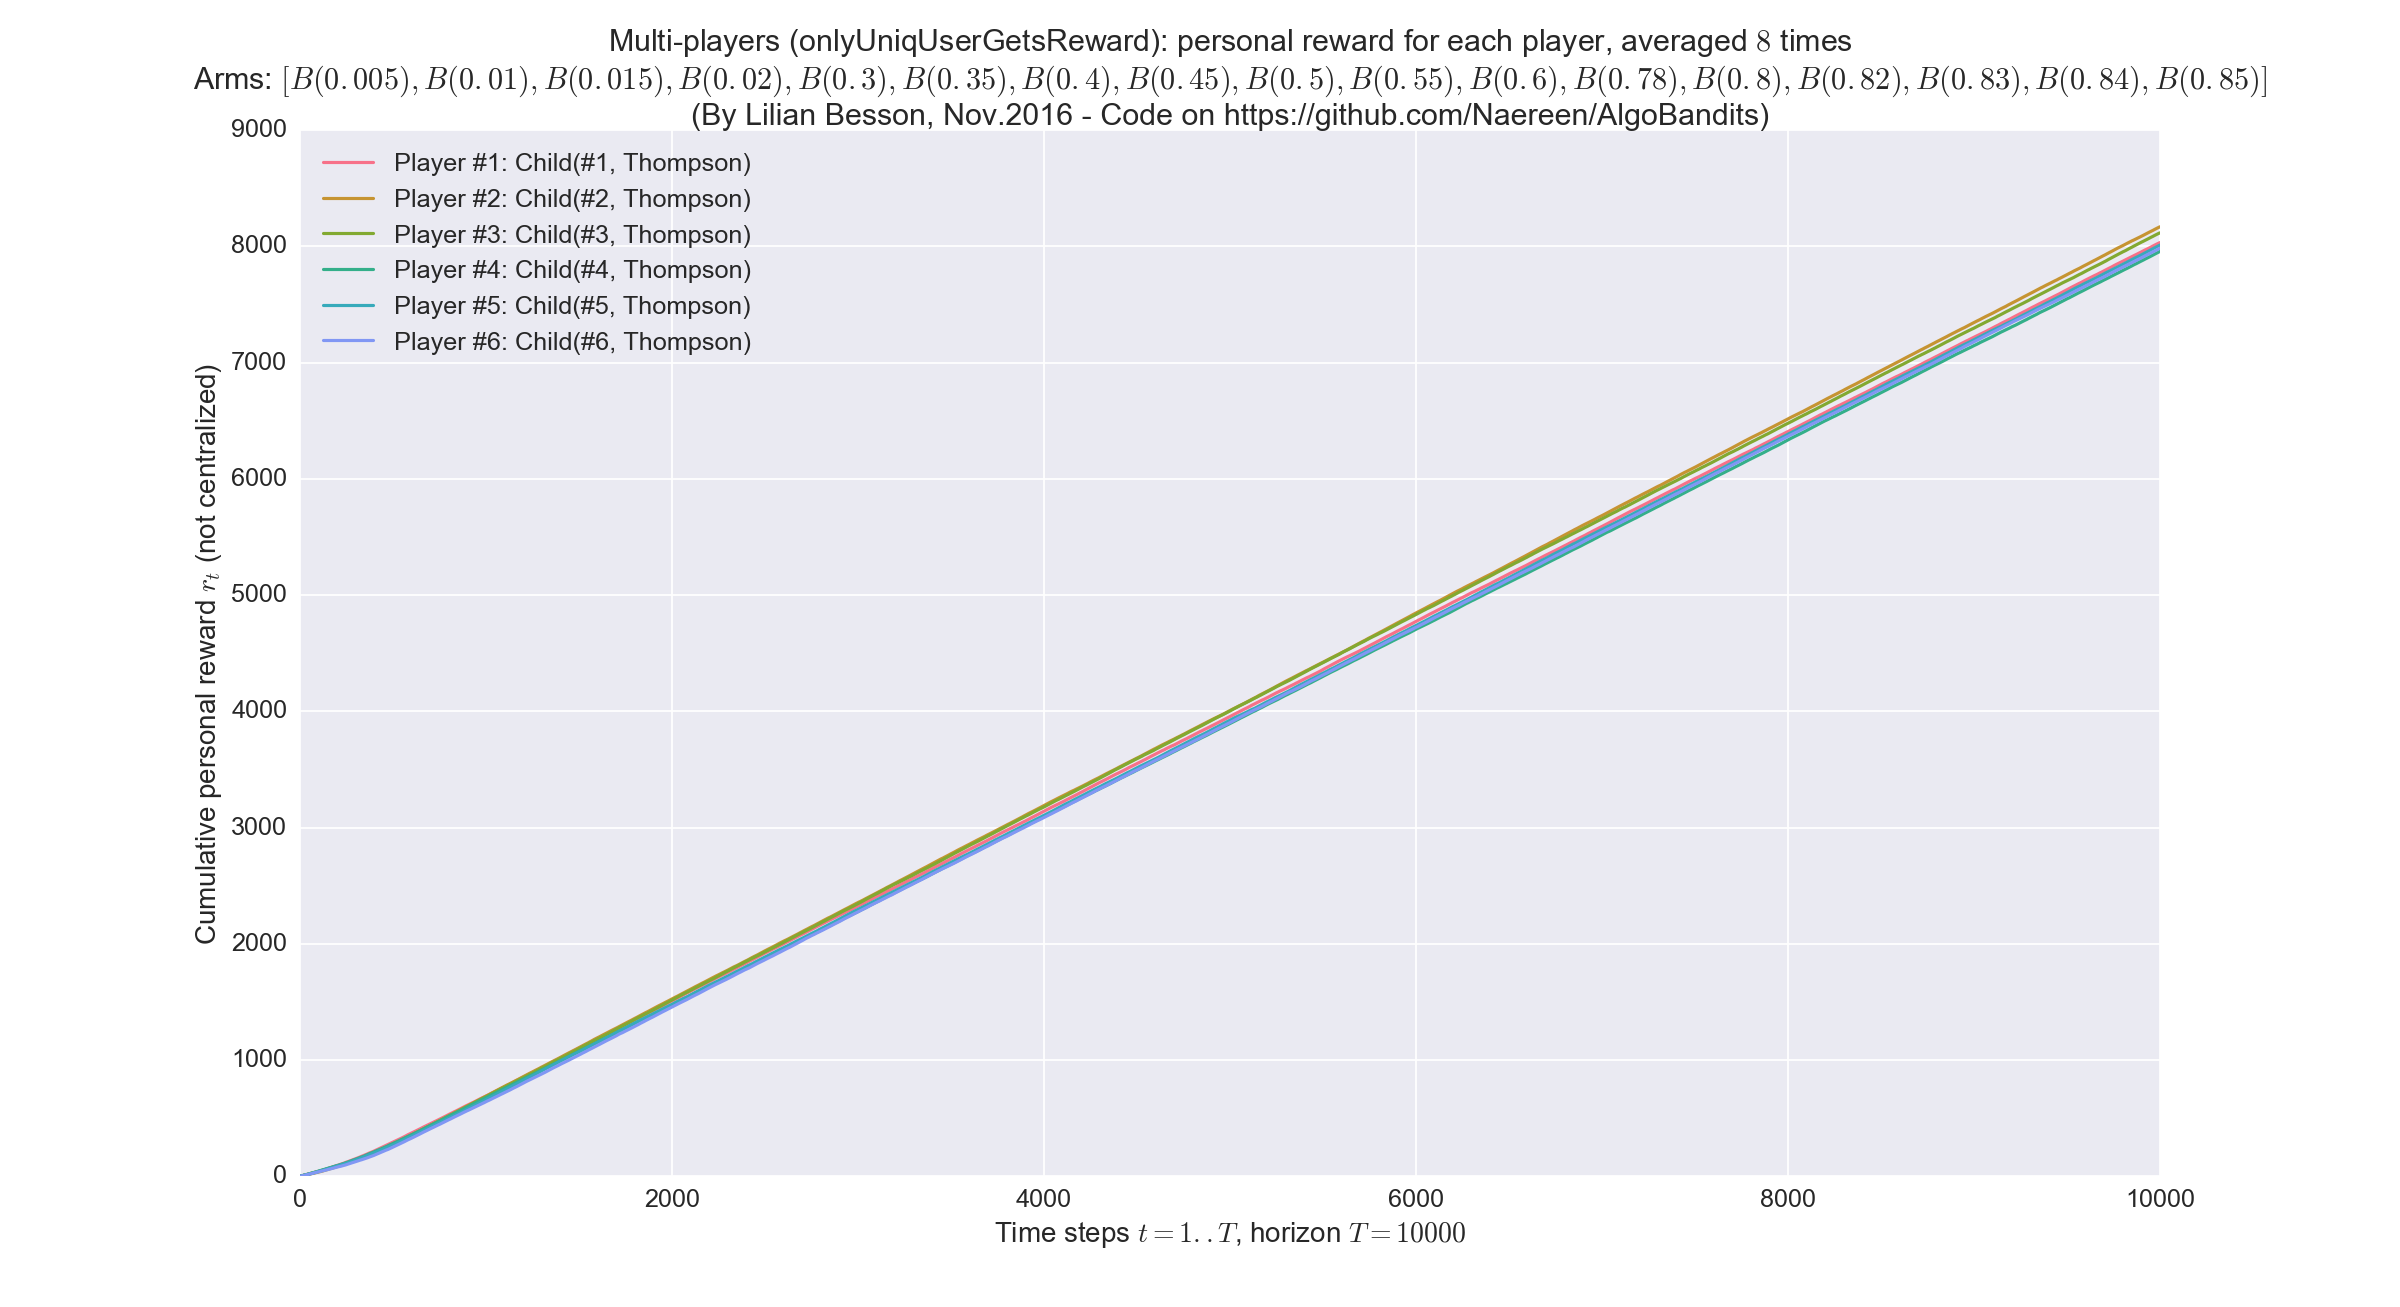 Multi-players (onlyUniqUserGetsReward): personal reward for each player, averaged 8 times
Arms: [B(0.005), B(0.01), B(0.015), B(0.02), B(0.3), B(0.35), B(0.4), B(0.45), B(0.5), B(0.55), B(0.6), B(0.78), B(0.8), B(0.82), B(0.83), B(0.84), B(0.85)]
(By Lilian Besson, Nov.2016 - Code on https://github.com/Naereen/AlgoBandits)
Player #1: Child(#1, Thompson)
Player #2: Child(#2, Thompson)
Player #3: Child(#3, Thompson)
Player #4: Child(#4, Thompson)
Player #5: Child(#5, Thompson)
Player #6: Child(#6, Thompson)
Cumulative personal reward r_t (not centralized)
9000
8000
7000
6000
5000
4000
3000
2000
1000
0
0 2000 4000 6000 8000 10000
Time steps t = 1..T, horizon T = 10000